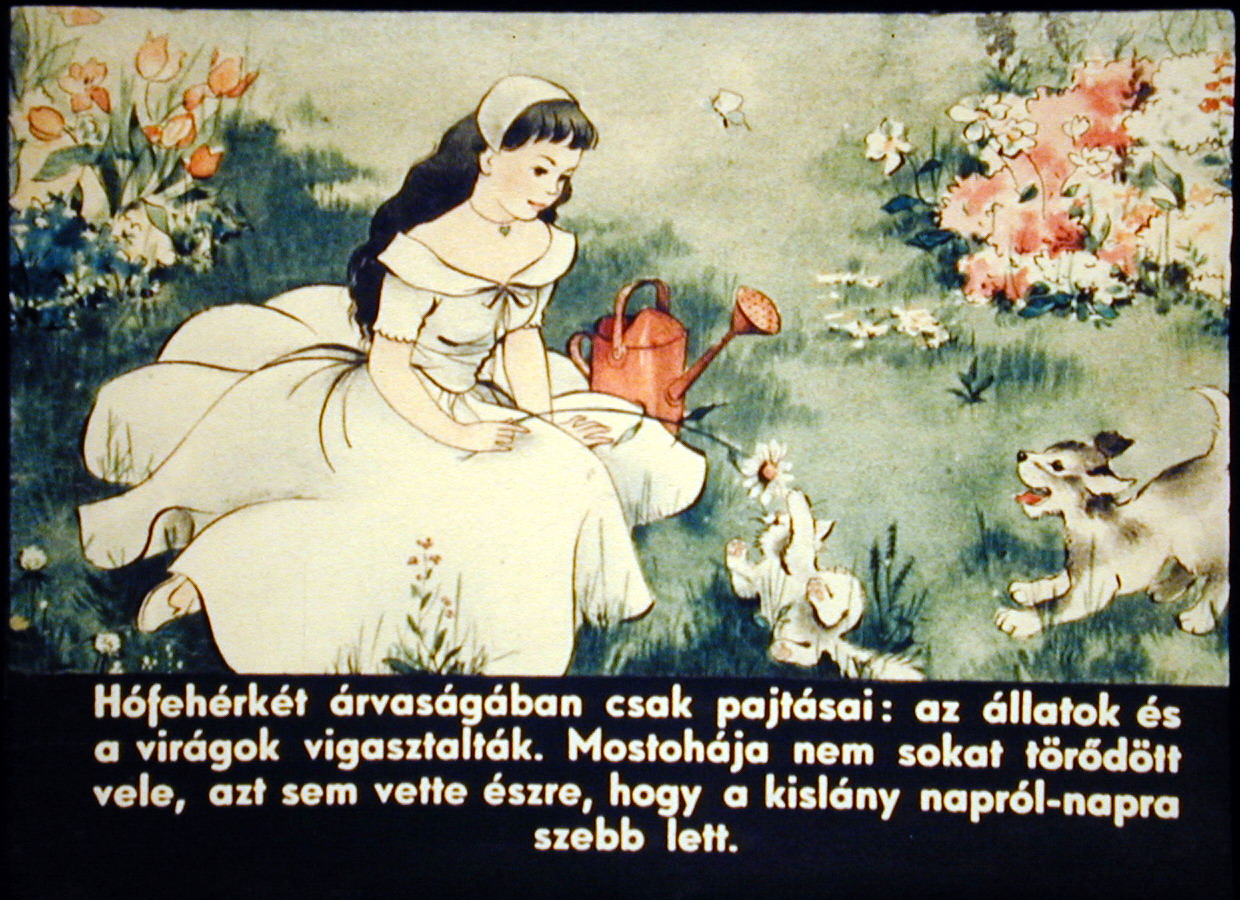 Hófehérkét árvaságában csak pajtásai: az állatok és
a virágok vigasztalták. Mostohája nem sokat törődött
vele, azt sem vette észre, hogy a kislány napról-napra
szebb lett.